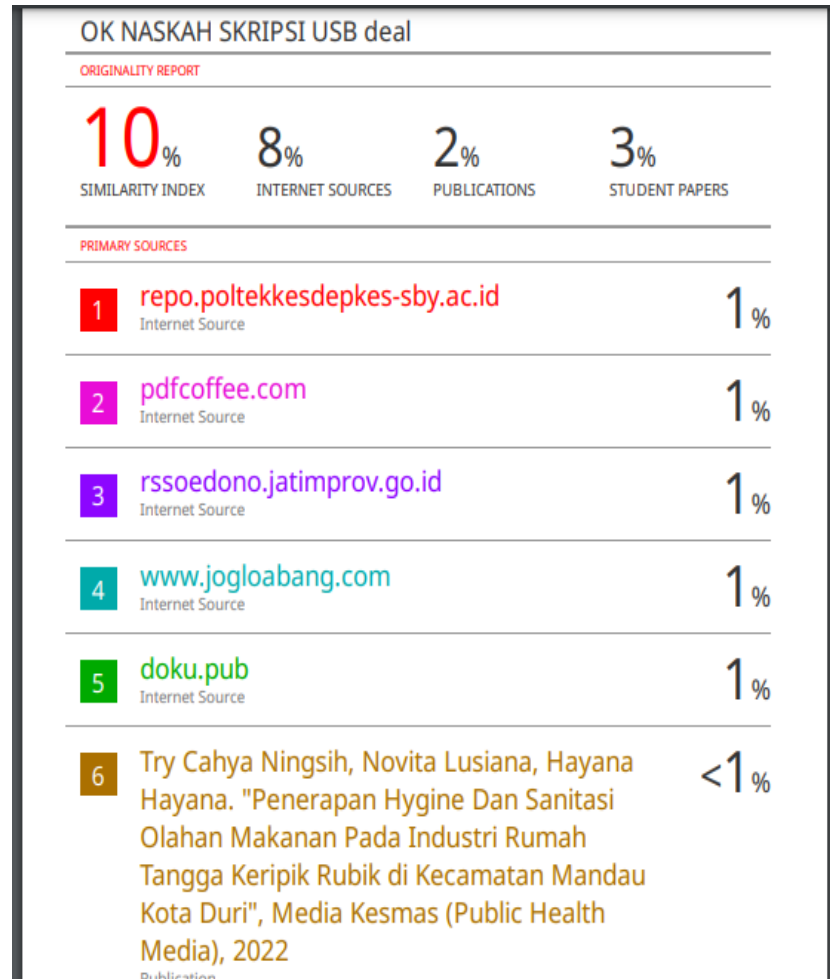 OK NASKAH SKRIPSI USB deal
ORIGINALITY REPORT
10%
SIMILARITY INDEX
8%
INTERNET SOURCES
2%
PUBLICATIONS
3%
STUDENT PAPERS
PRIMARY SOURCES
1
repo.poltekkesdepkes-sby.ac.id
Internet Source
1%
2
pdfcoffee.com
Internet Source
1%
3
rssoedono.jatimprov.go.id
Internet Source
1%
4
www.jogloabang.com
Internet Source
1%
5
doku.pub
Internet Source
1%
6
Try Cahya Ningsih, Novita Lusiana, Hayana
Hayana. "Penerapan Hygine Dan Sanitasi
Olahan Makanan Pada Industri Rumah
Tangga Keripik Rubik di Kecamatan Mandau
Kota Duri", Media Kesmas (Public Health
Media), 2022
<1%
Publication